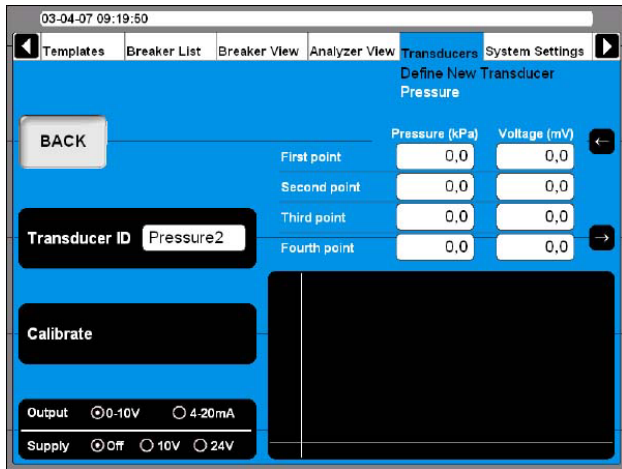 03-04-07 09:19:50
Templates Breaker List Breaker View Analyzer View Transducers System Settings
Define New Transducer
Pressure
BACK
Pressure (kPa) Voltage (mV)
First point 0,0 0,0
Second point 0,0 0,0
Third point 0,0 0,0
Fourth point 0,0 0,0
Transducer ID Pressure2
Calibrate
Output 0-10V 4-20mA
Supply Off 10V 24V